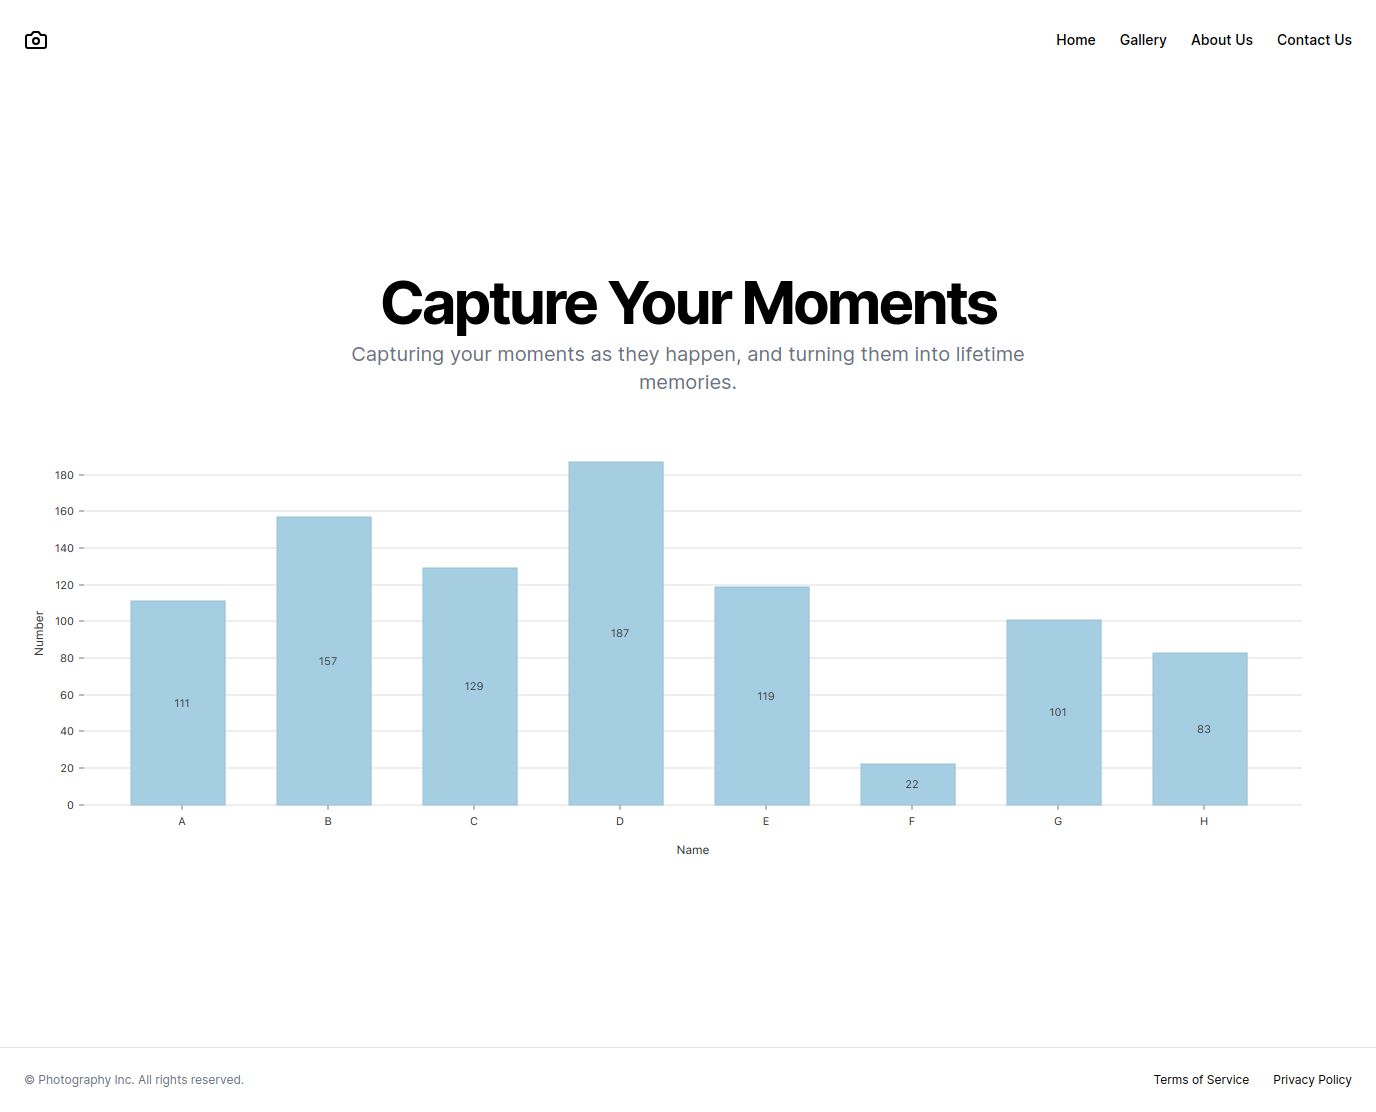 Home Gallery About Us Contact Us
Capture Your Moments
Capturing your moments as they happen, and turning them into lifetime
memories.
180
160
140
120
100
80
60
40
20
0
Number
111
157
129
187
119
22
101
83
A B C D E F G H
Name
© Photography Inc. All rights reserved.
Terms of Service Privacy Policy